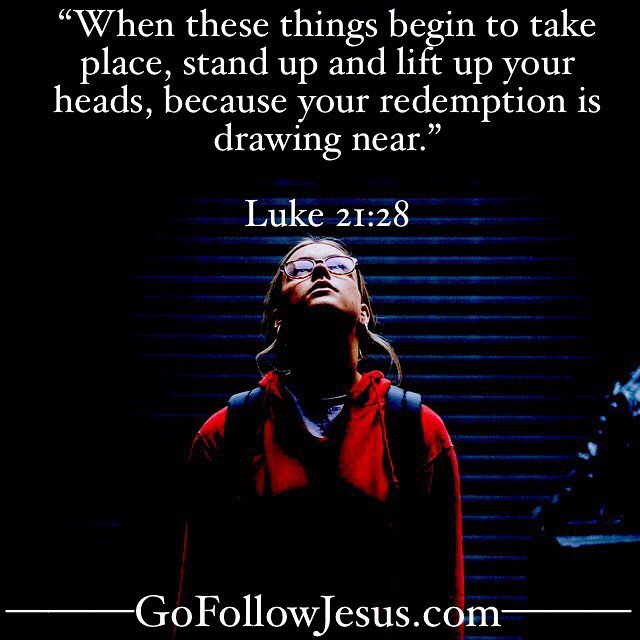 “When these things begin to take
place, stand up and lift up your
heads, because your redemption is
drawing near.”
Luke 21:28
GoFollowJesus.com